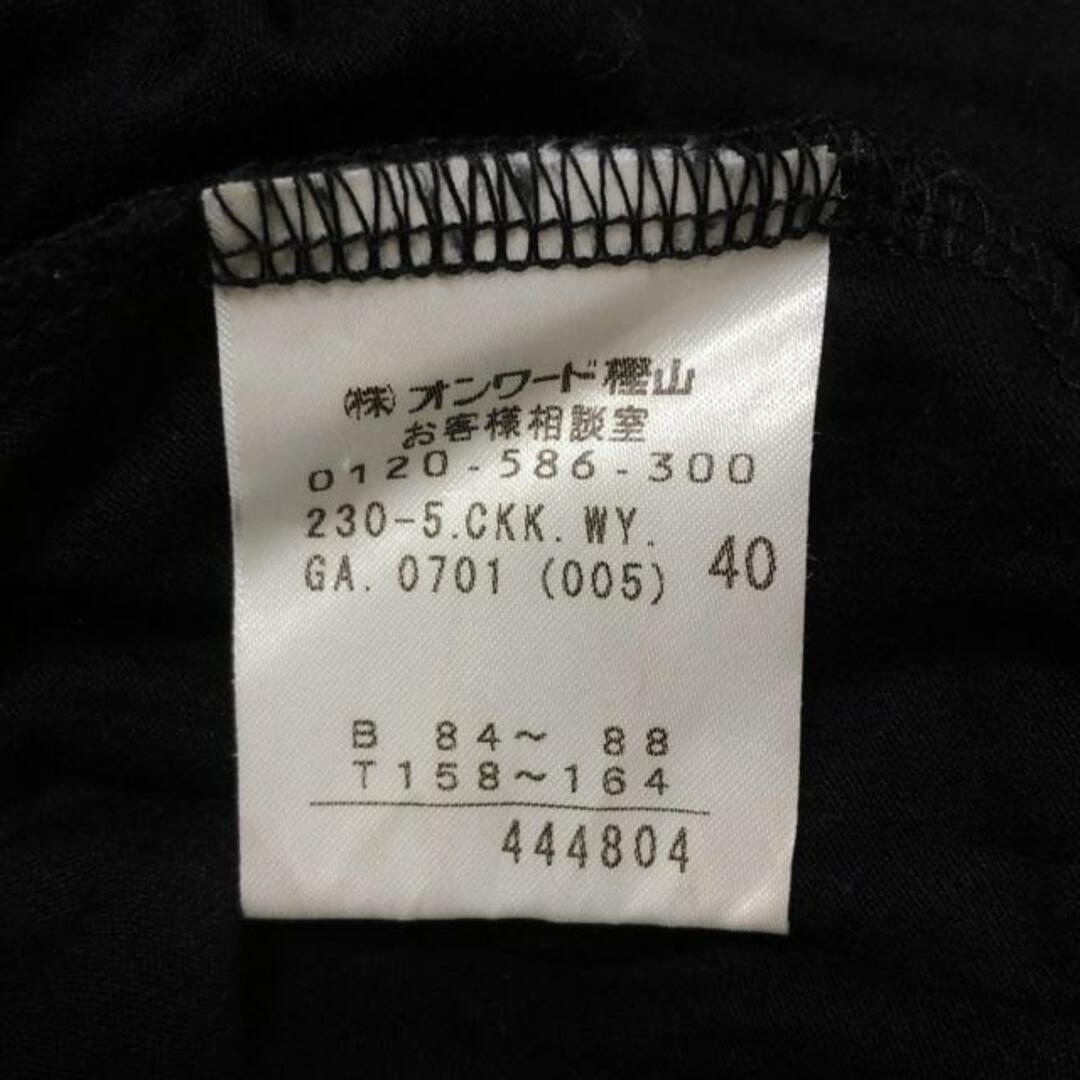 (株)オンワード樫山
お客様相談室
0120-586-300
230-5.CKK.WY.
GA.0701 (005) 40
B 84~ 88
T158~164
444804